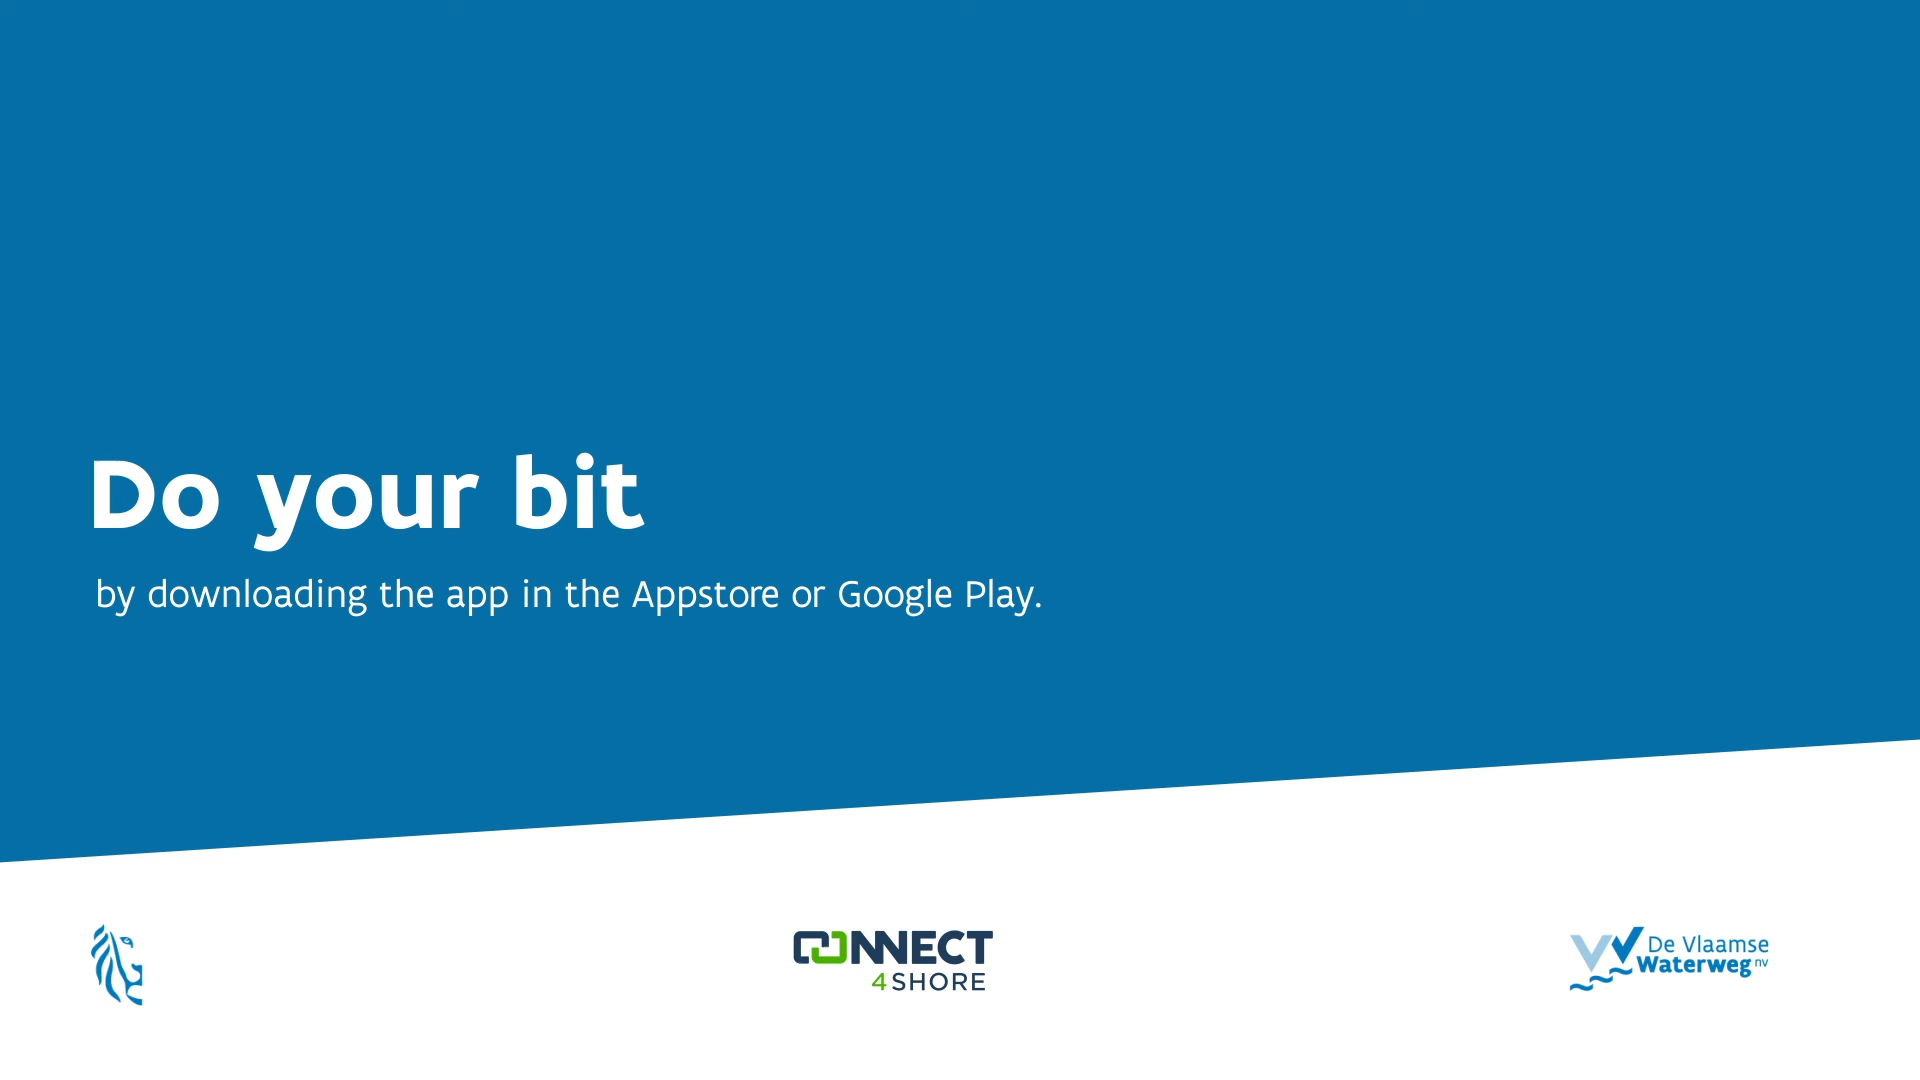 Do your bit
by downloading the app in the Appstore or Google Play.
CONNECT
4SHORE
De Vlaamse
Waterweg nv